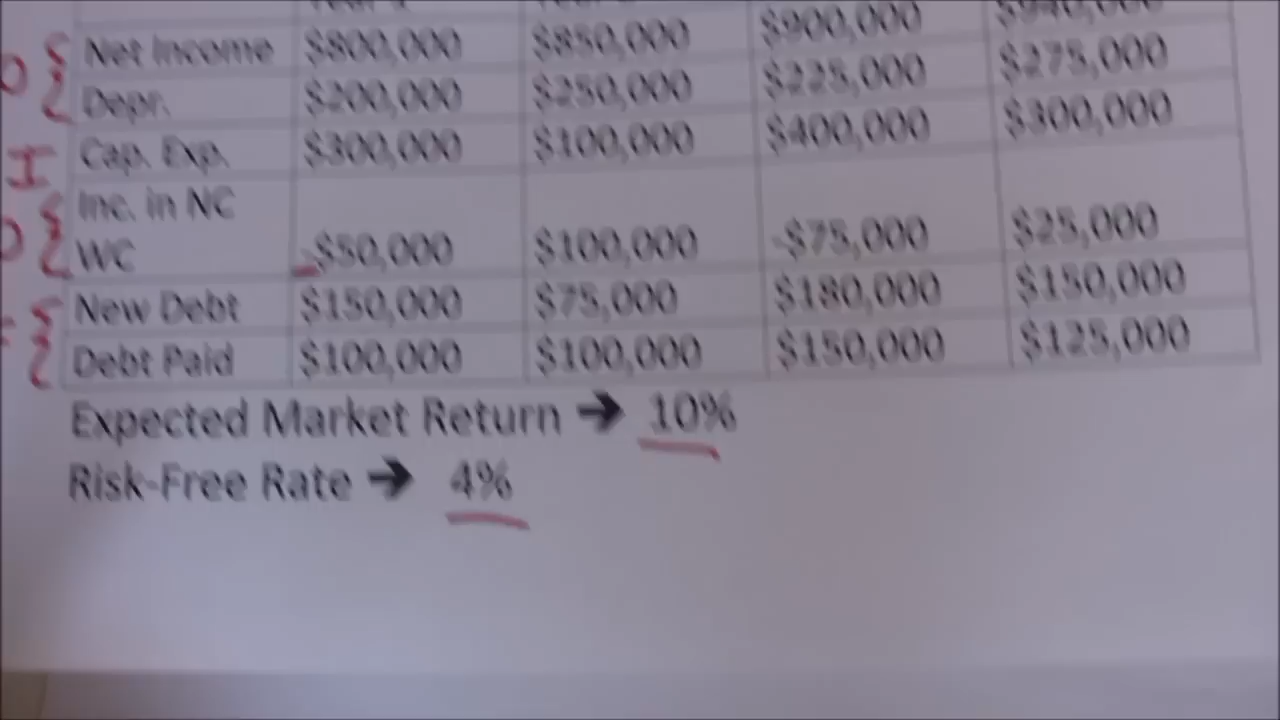 Net Income $800,000 $850,000 $900,000 $940,000
Depr. $200,000 $250,000 $225,000 $275,000
O
Cap. Exp. $300,000 $100,000 $400,000 $300,000
I
Inc. in NC
WC -$50,000 $100,000 -$75,000 $25,000
O
New Debt $150,000 $75,000 $180,000 $150,000
Debt Paid $100,000 $100,000 $150,000 $125,000
Expected Market Return → 10%
Risk-Free Rate → 4%